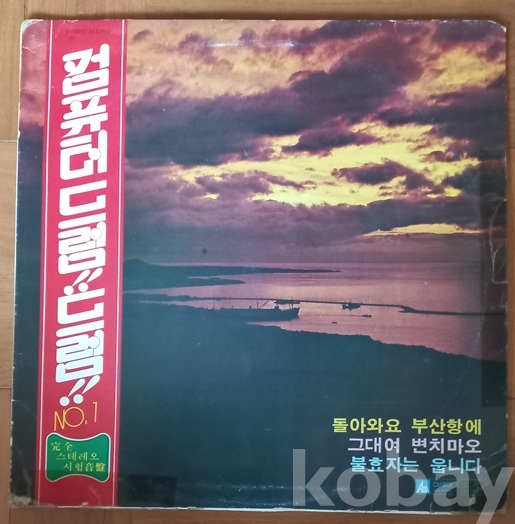 컴퓨터 드럼!! 드럼!!
NO.1
完全
스테레오
시험音盤
돌아와요 부산항에
그대여 변치마오
불효자는 웁니다
kobay